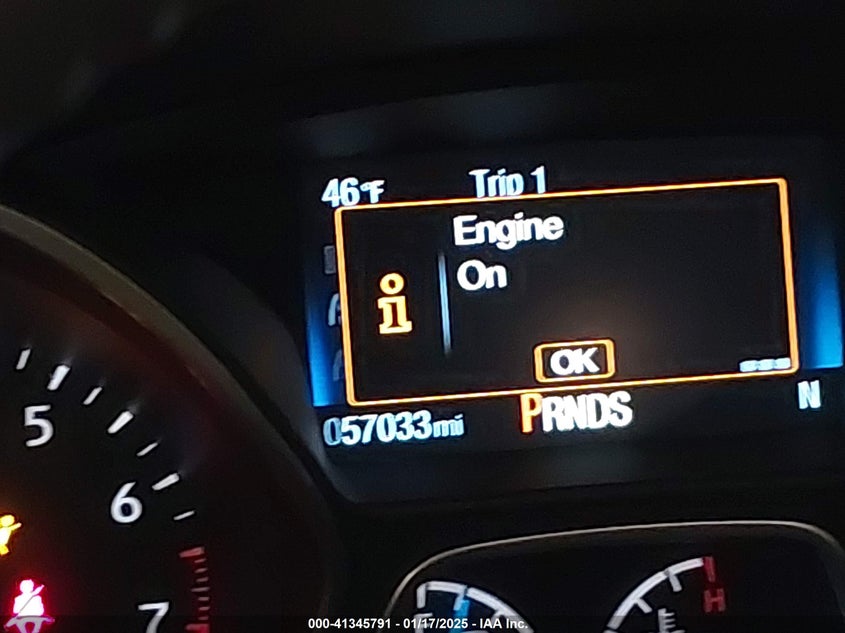 46°F Trip 1
Engine
On
i
OK
057033mi PRNDS N
5
6
7
H
000-41345791 - 01/17/2025 - IAA Inc.